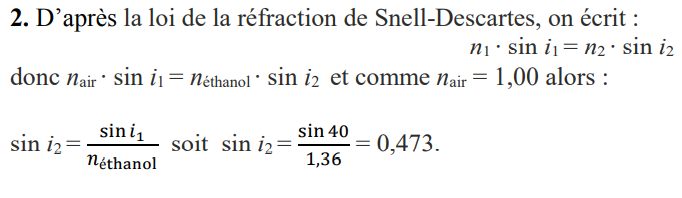 2. D’après la loi de la réfraction de Snell-Descartes, on écrit :
n₁ · sin i₁ = n₂ · sin i₂
donc nair · sin i₁ = néthanol · sin i₂ et comme nair = 1,00 alors :
sin i₂ = sin i₁ / néthanol soit sin i₂ = sin 40 / 1,36 = 0,473.